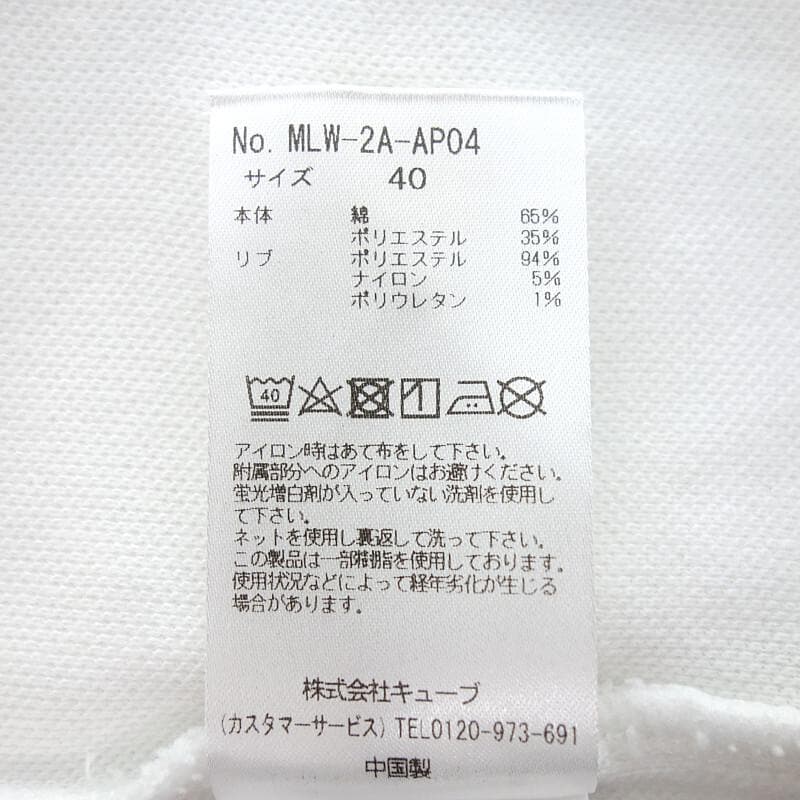 No. MLW-2A-AP04
サイズ 40
本体 綿 65%
ポリエステル 35%
リブ ポリエステル 94%
ナイロン 5%
ポリウレタン 1%
40
アイロン時はあて布をして下さい。
附属部分へのアイロンはお避けください。
蛍光増白剤が入っていない洗剤を使用し
て下さい。
ネットを使用し裏返して洗って下さい。
この製品は一部樹脂を使用しております。
使用状況などによって経年劣化が生じる
場合があります。
株式会社キューブ
(カスタマーサービス) TEL0120-973-691
中国製